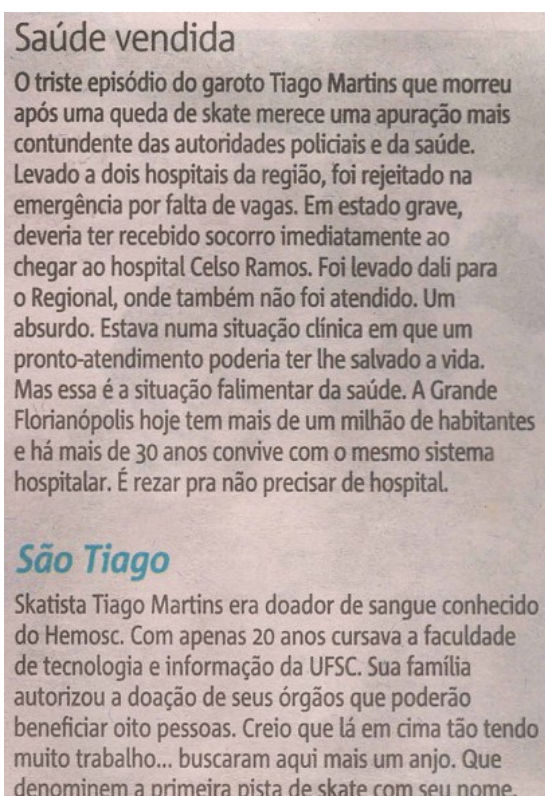 Saúde vendida
O triste episódio do garoto Tiago Martins que morreu
após uma queda de skate merece uma apuração mais
contundente das autoridades policiais e da saúde.
Levado a dois hospitais da região, foi rejeitado na
emergência por falta de vagas. Em estado grave,
deveria ter recebido socorro imediatamente ao
chegar ao hospital Celso Ramos. Foi levado dali para
o Regional, onde também não foi atendido. Um
absurdo. Estava numa situação clínica em que um
pronto-atendimento poderia ter lhe salvado a vida.
Mas essa é a situação falimentar da saúde. A Grande
Florianópolis hoje tem mais de um milhão de habitantes
e há mais de 30 anos convive com o mesmo sistema
hospitalar. É rezar pra não precisar de hospital.
São Tiago
Skatista Tiago Martins era doador de sangue conhecido
do Hemosc. Com apenas 20 anos cursava a faculdade
de tecnologia e informação da UFSC. Sua família
autorizou a doação de seus órgãos que poderão
beneficiar oito pessoas. Creio que lá em cima tão tendo
muito trabalho... buscaram aqui mais um anjo. Que
denominem a primeira pista de skate com seu nome.